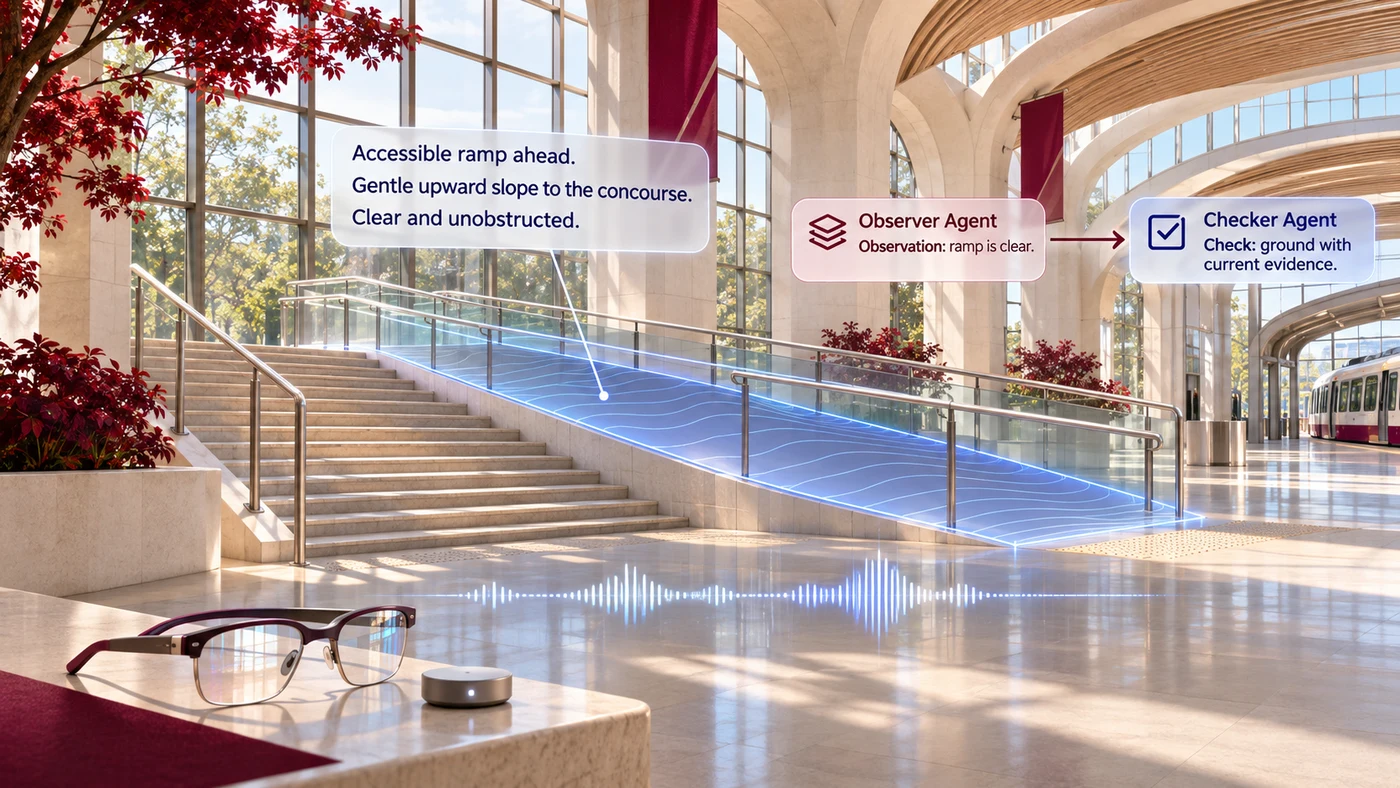 Accessible ramp ahead.
Gentle upward slope to the concourse.
Clear and unobstructed.
Observer Agent
Observation: ramp is clear.
Checker Agent
Check: ground with
current evidence.